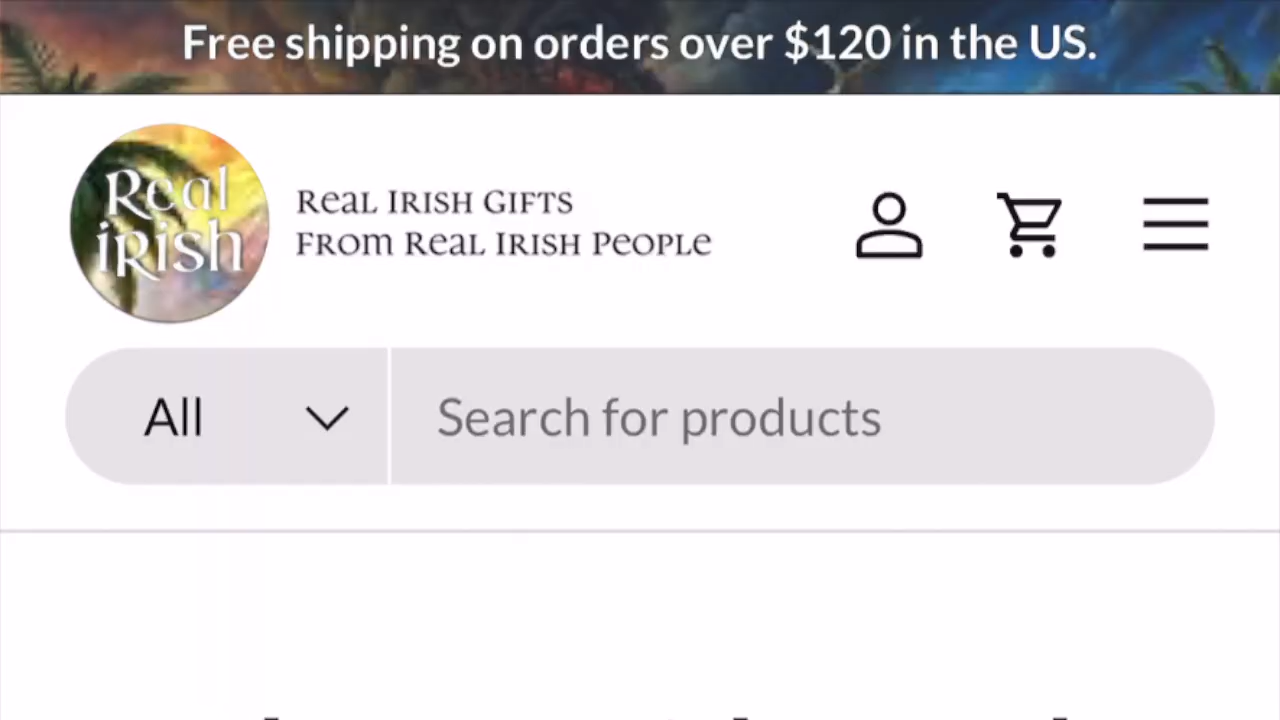 Free shipping on orders over $120 in the US.
Real Irish
Real Irish Gifts
From Real Irish People
All
Search for products